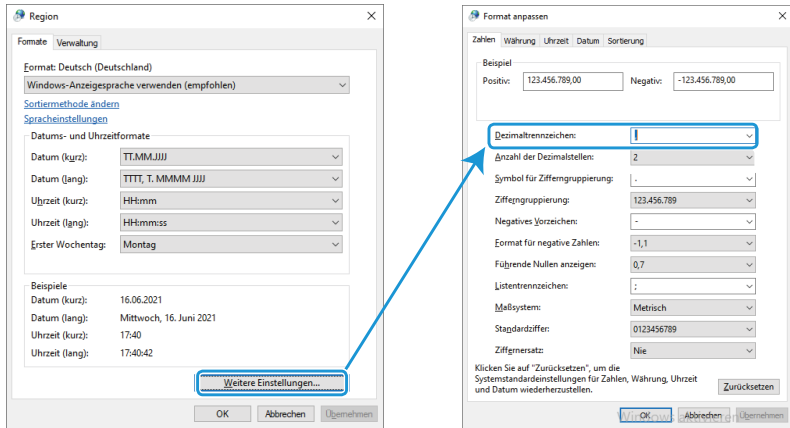 Region
Formate Verwaltung
Format: Deutsch (Deutschland)
Windows-Anzeigesprache verwenden (empfohlen)
Sortiermethode ändern
Spracheinstellungen
Datums- und Uhrzeitformate
Datum (kurz): TT.MM.JJJJ
Datum (lang): TTTT, T. MMMM JJJJ
Uhrzeit (kurz): HH:mm
Uhrzeit (lang): HH:mm:ss
Erster Wochentag: Montag
Beispiele
Datum (kurz): 16.06.2021
Datum (lang): Mittwoch, 16. Juni 2021
Uhrzeit (kurz): 17:40
Uhrzeit (lang): 17:40:42
Weitere Einstellungen...
OK Abbrechen Übernehmen
Format anpassen
Zahlen Währung Uhrzeit Datum Sortierung
Beispiel
Positiv: 123.456.789,00 Negativ: -123.456.789,00
Dezimaltrennzeichen:
Anzahl der Dezimalstellen: 2
Symbol für Zifferngruppierung: .
Zifferngruppierung: 123.456.789
Negatives Vorzeichen: -
Format für negative Zahlen: -1,1
Führende Nullen anzeigen: 0,7
Listentrennzeichen: ;
Maßsystem: Metrisch
Standardziffer: 0123456789
Ziffernersatz: Nie
Klicken Sie auf "Zurücksetzen", um die
Systemstandardeinstellungen für Zahlen, Währung, Uhrzeit
und Datum wiederherzustellen.
Zurücksetzen
OK Abbrechen Übernehmen
Windows aktivieren